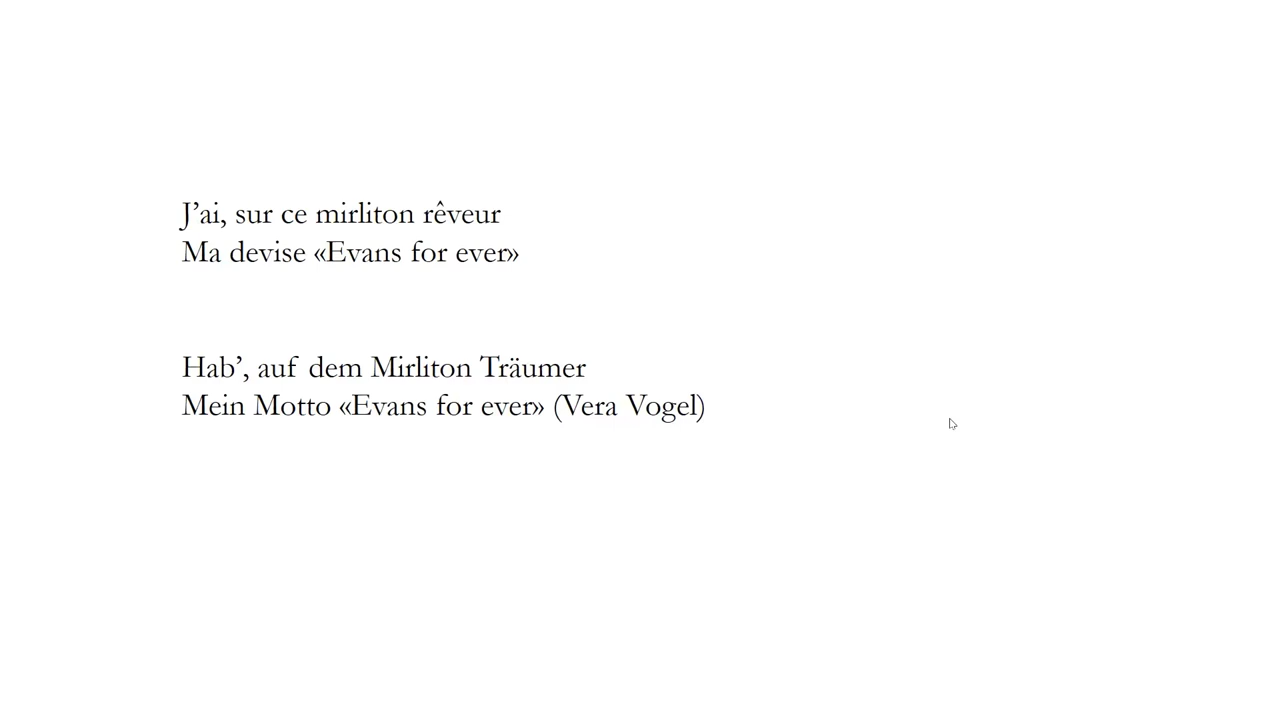 J’ai, sur ce mirliton rêveur
Ma devise «Evans for ever»
Hab’, auf dem Mirliton Träumer
Mein Motto «Evans for ever» (Vera Vogel)